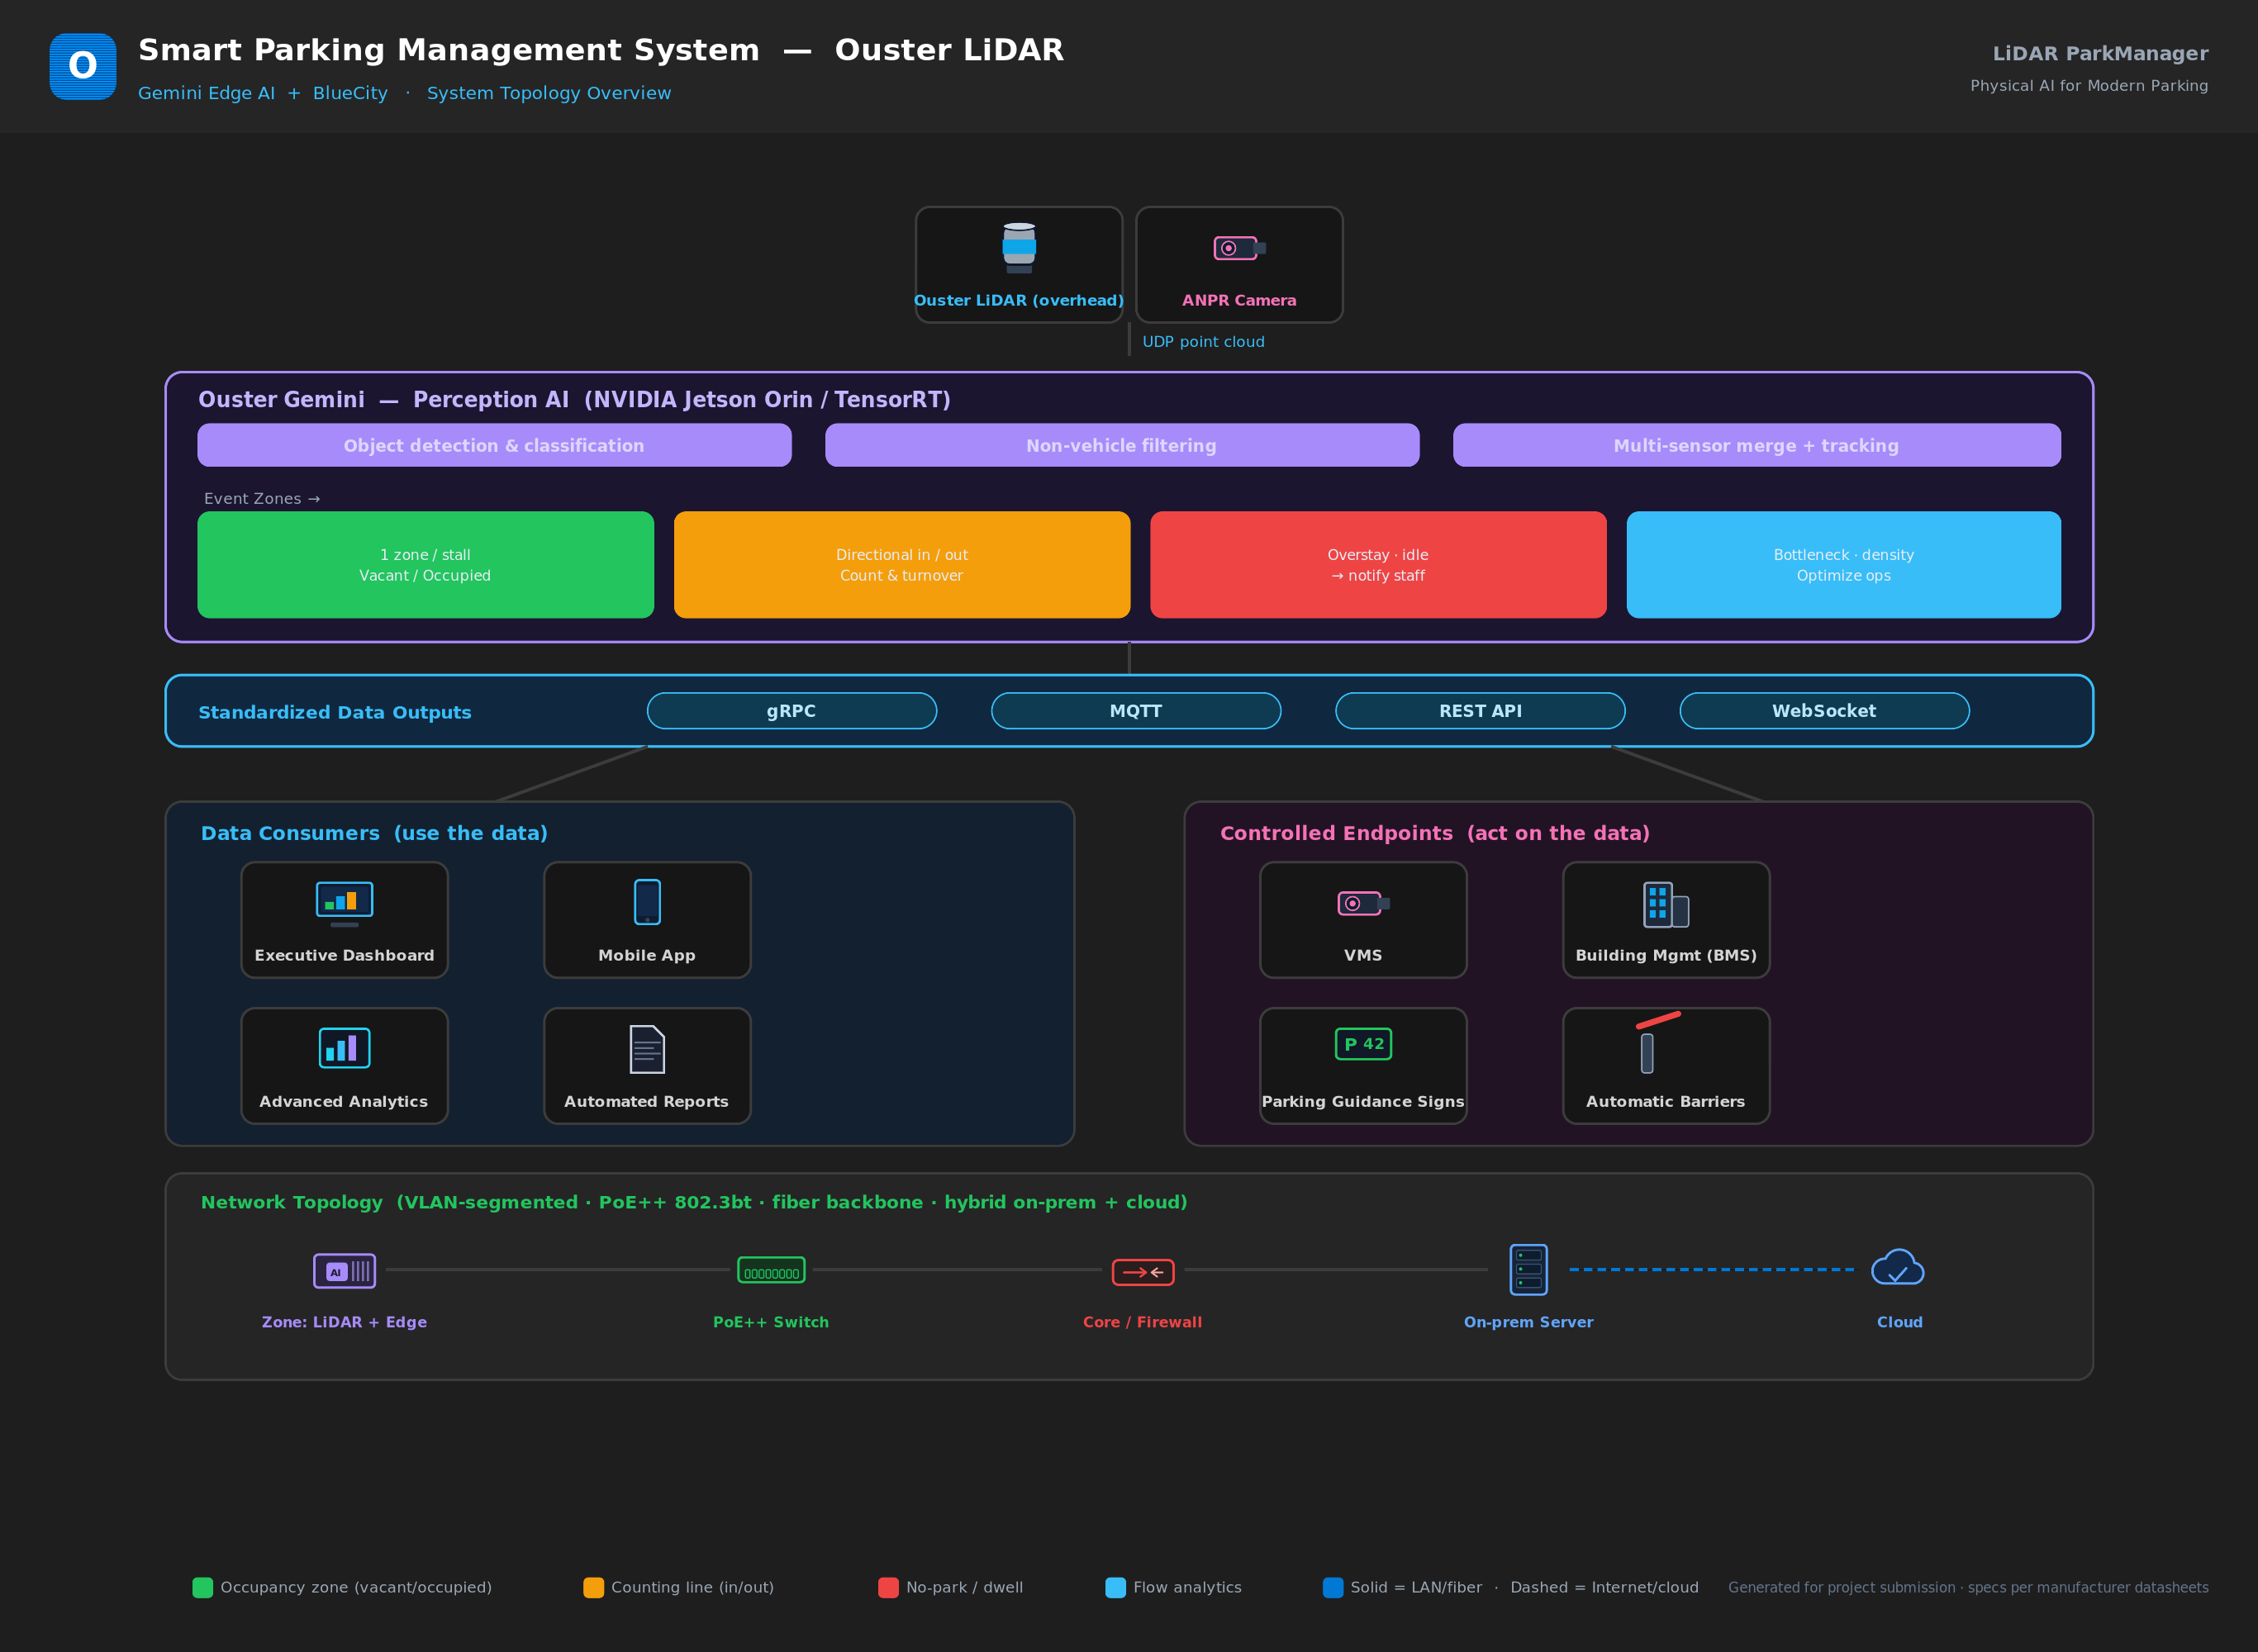 O
Smart Parking Management System — Ouster LiDAR
Gemini Edge AI + BlueCity · System Topology Overview
LiDAR ParkManager
Physical AI for Modern Parking
Ouster LiDAR (overhead)
ANPR Camera
UDP point cloud
Ouster Gemini — Perception AI (NVIDIA Jetson Orin / TensorRT)
Object detection & classification
Non-vehicle filtering
Multi-sensor merge + tracking
Event Zones →
1 zone / stall
Vacant / Occupied
Directional in / out
Count & turnover
Overstay · idle
→ notify staff
Bottleneck · density
Optimize ops
Standardized Data Outputs
gRPC
MQTT
REST API
WebSocket
Data Consumers (use the data)
Executive Dashboard
Mobile App
Advanced Analytics
Automated Reports
Controlled Endpoints (act on the data)
VMS
Building Mgmt (BMS)
P 42
Parking Guidance Signs
Automatic Barriers
Network Topology (VLAN-segmented · PoE++ 802.3bt · fiber backbone · hybrid on-prem + cloud)
AI
Zone: LiDAR + Edge
PoE++ Switch
Core / Firewall
On-prem Server
Cloud
Occupancy zone (vacant/occupied)
Counting line (in/out)
No-park / dwell
Flow analytics
Solid = LAN/fiber · Dashed = Internet/cloud
Generated for project submission · specs per manufacturer datasheets